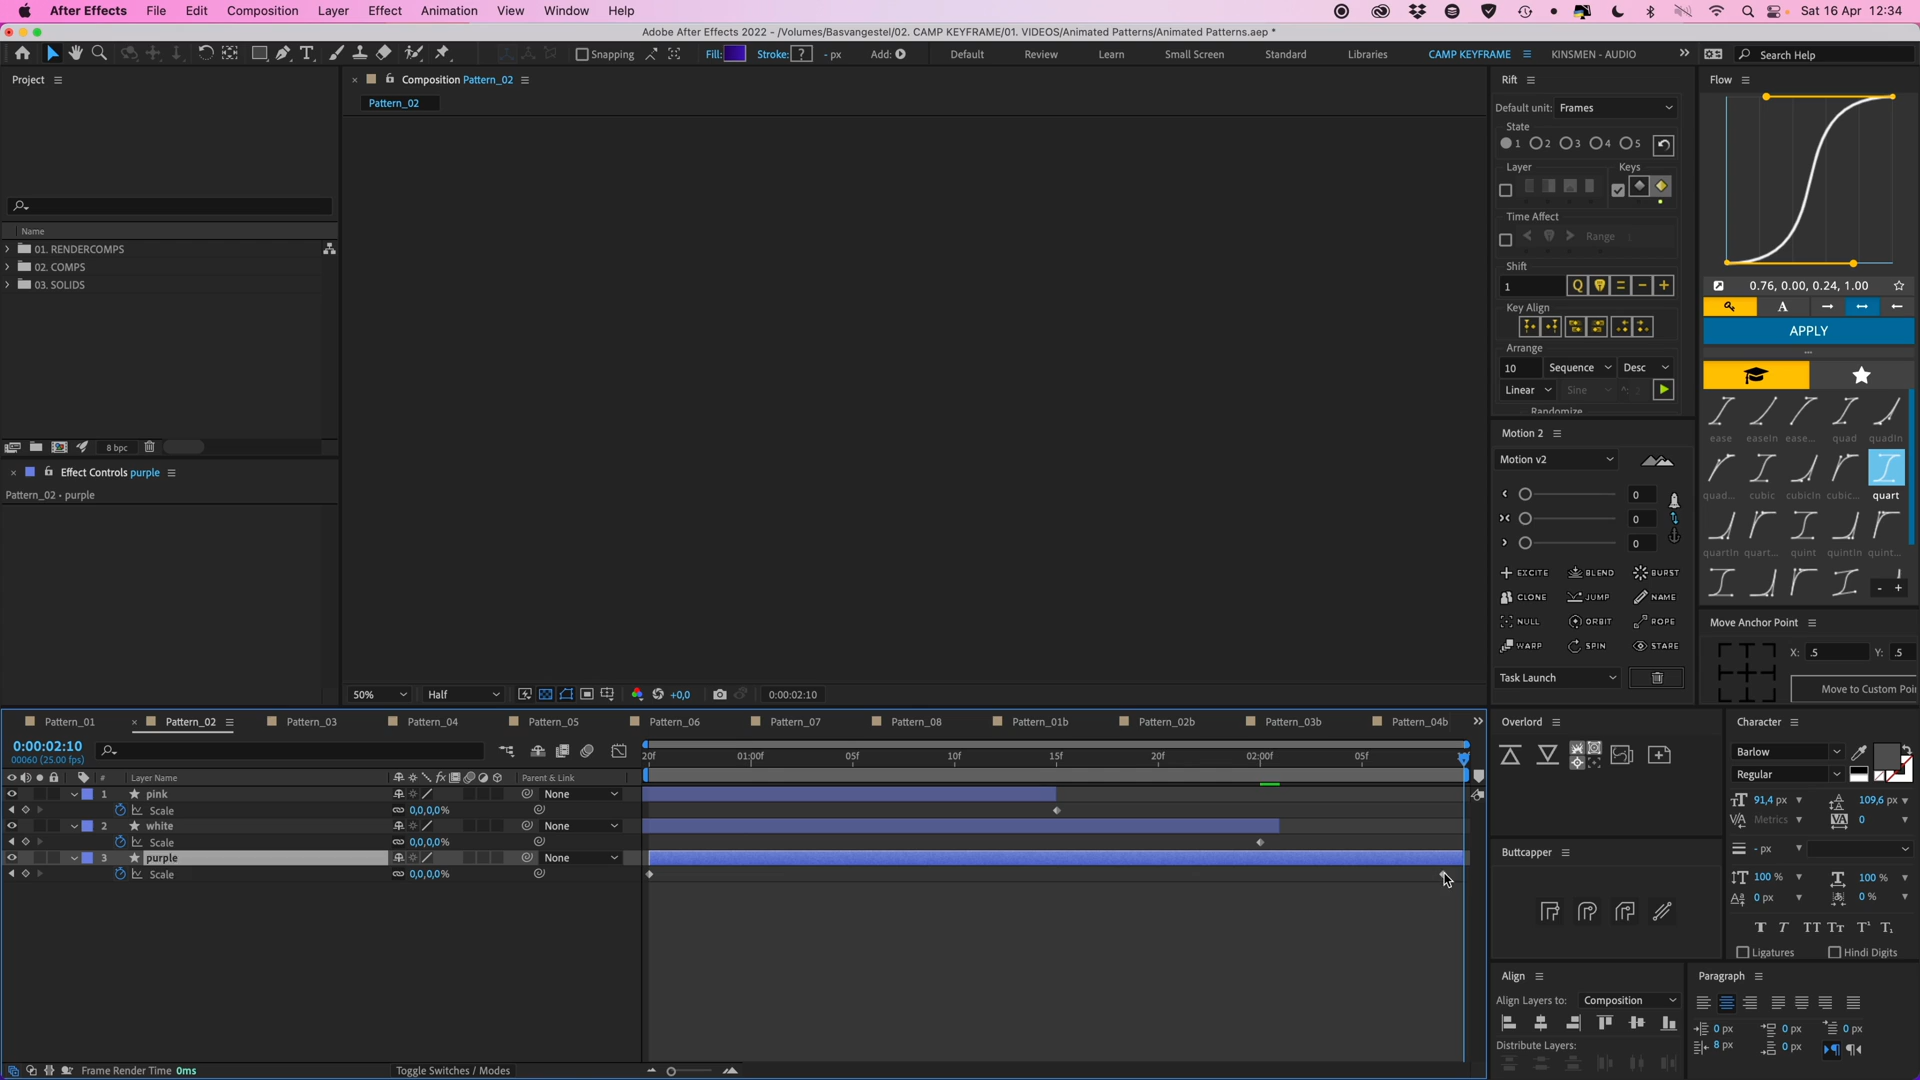 After Effects File Edit Composition Layer Effect Animation View Window Help Sat 16 Apr 12:34
Adobe After Effects 2022 - /Volumes/Basvangestel/02. CAMP KEYFRAME/01. VIDEOS/Animated Patterns/Animated Patterns.aep *
Snapping Fill: Stroke: ? - px Add: Default Review Learn Small Screen Standard Libraries CAMP KEYFRAME KINSMEN - AUDIO Search Help
Project
Composition Pattern_02
Pattern_02
Name
01. RENDERCOMPS
02. COMPS
03. SOLIDS
8 bpc
Effect Controls purple
Pattern_02 • purple
50% Half +0,0 0:00:02:10
Rift
Default unit: Frames
State
1 2 3 4 5
Layer Keys
Time Affect
Range 1
Shift
1 Q
Key Align
Arrange
10 Sequence Desc
Linear Sine
Randomize
Flow
0.76, 0.00, 0.24, 1.00
A
APPLY
ease easeIn ease... quad quadIn
quad... cubic cubicIn cubic... quart
quartIn quart... quint quintIn quint...
- +
Motion 2
Motion v2
0
0
0
EXCITE BLEND BURST
CLONE JUMP NAME
NULL ORBIT ROPE
WARP SPIN STARE
Task Launch
Move Anchor Point
X: .5 Y: .5
Move to Custom Poi
Pattern_01 Pattern_02 Pattern_03 Pattern_04 Pattern_05 Pattern_06 Pattern_07 Pattern_08 Pattern_01b Pattern_02b Pattern_03b Pattern_04b
0:00:02:10
00060 (25.00 fps)
20f 01:00f 05f 10f 15f 20f 02:00f 05f
# Layer Name fx Parent & Link
1 pink None
Scale 0,0,0,0%
2 white None
Scale 0,0,0,0%
3 purple None
Scale 0,0,0,0%
Frame Render Time 0ms
Toggle Switches / Modes
Overlord
Buttcapper
Align
Align Layers to: Composition
Distribute Layers:
Character
Barlow
Regular
91,4 px 109,6 px
Metrics 0
- px
100 % 100 %
0 px 0 %
T T TT Tt T¹ T₁
Ligatures Hindi Digits
Paragraph
0 px 0 px 0 px
8 px 0 px